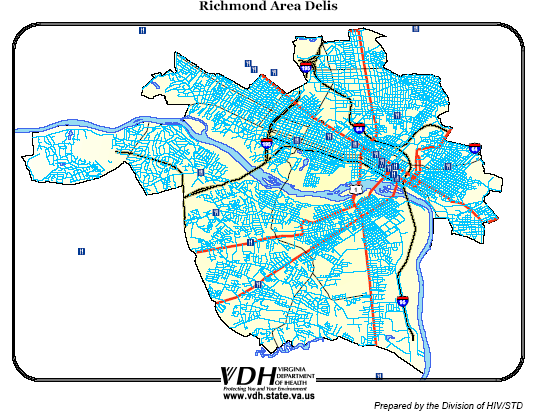 Richmond Area Delis
VDH VIRGINIA
DEPARTMENT
OF HEALTH
Protecting You and Your Environment
www.vdh.state.va.us
Prepared by the Division of HIV/STD